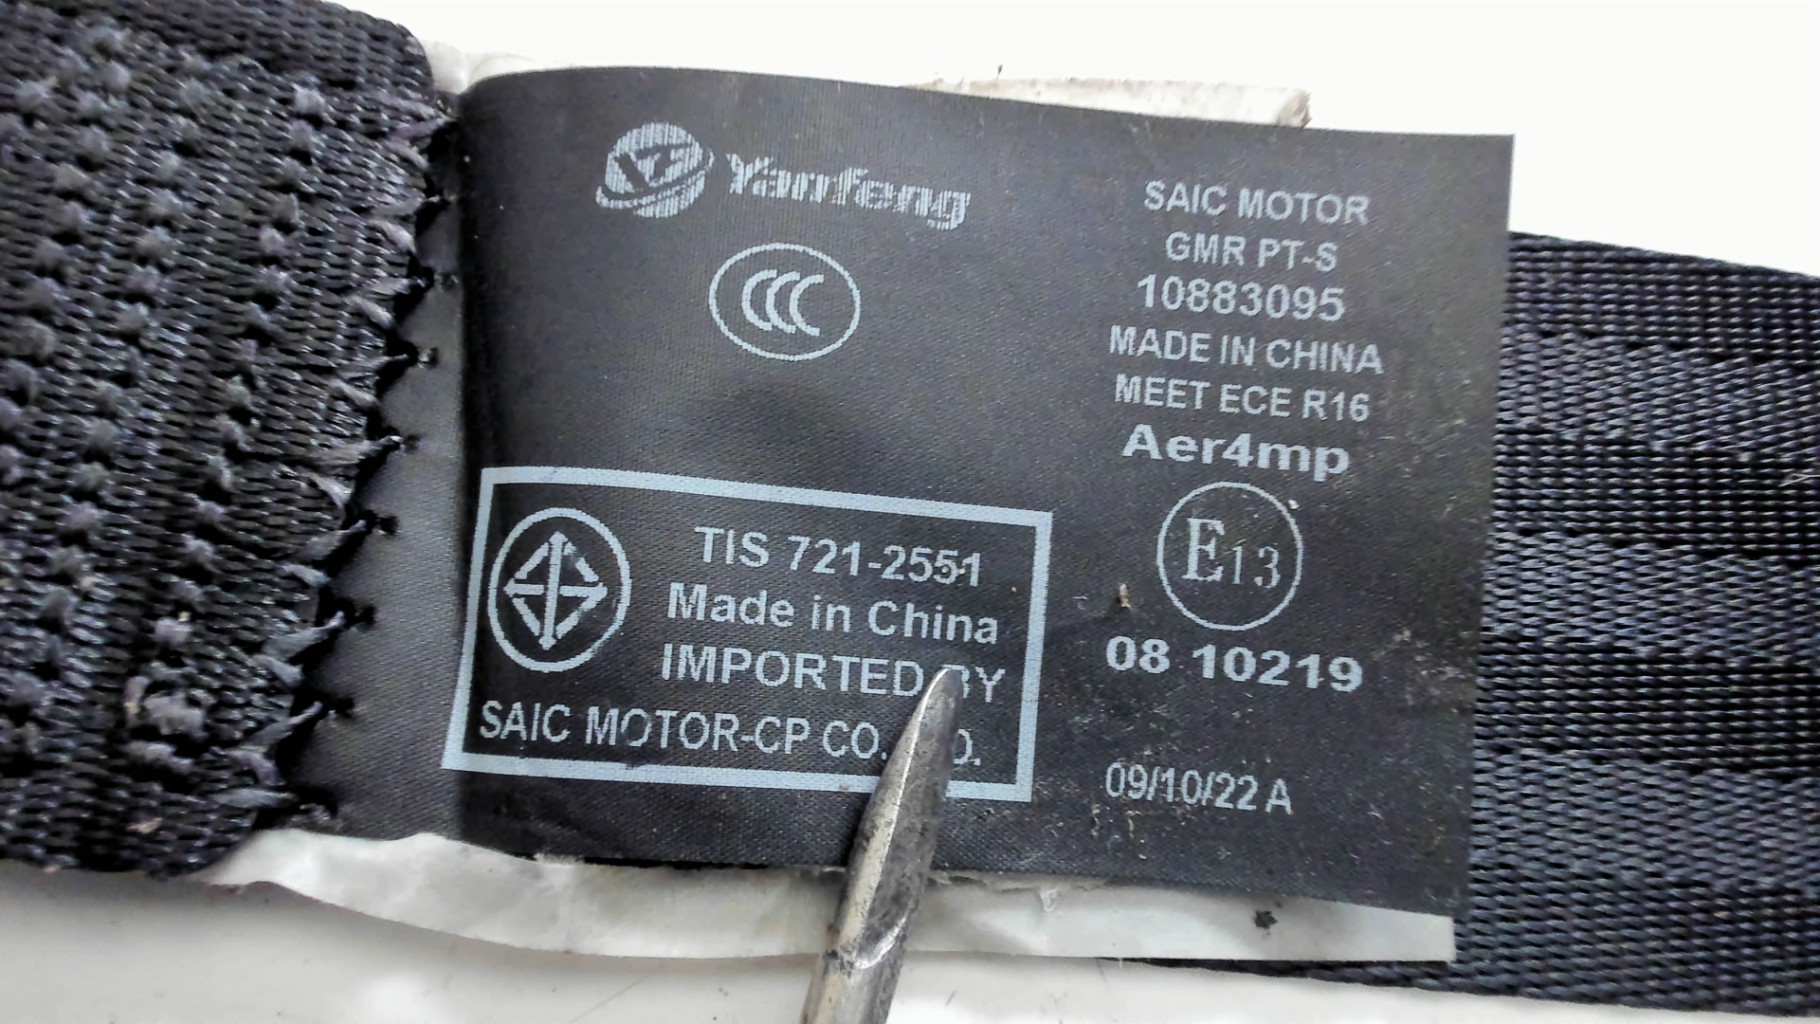 Yanfeng
CCC
SAIC MOTOR
GMR PT-S
10883095
MADE IN CHINA
MEET ECE R16
Aer4mp
E13
08 10219
09/10/22 A
TIS 721-2551
Made in China
IMPORTED BY
SAIC MOTOR-CP CO.